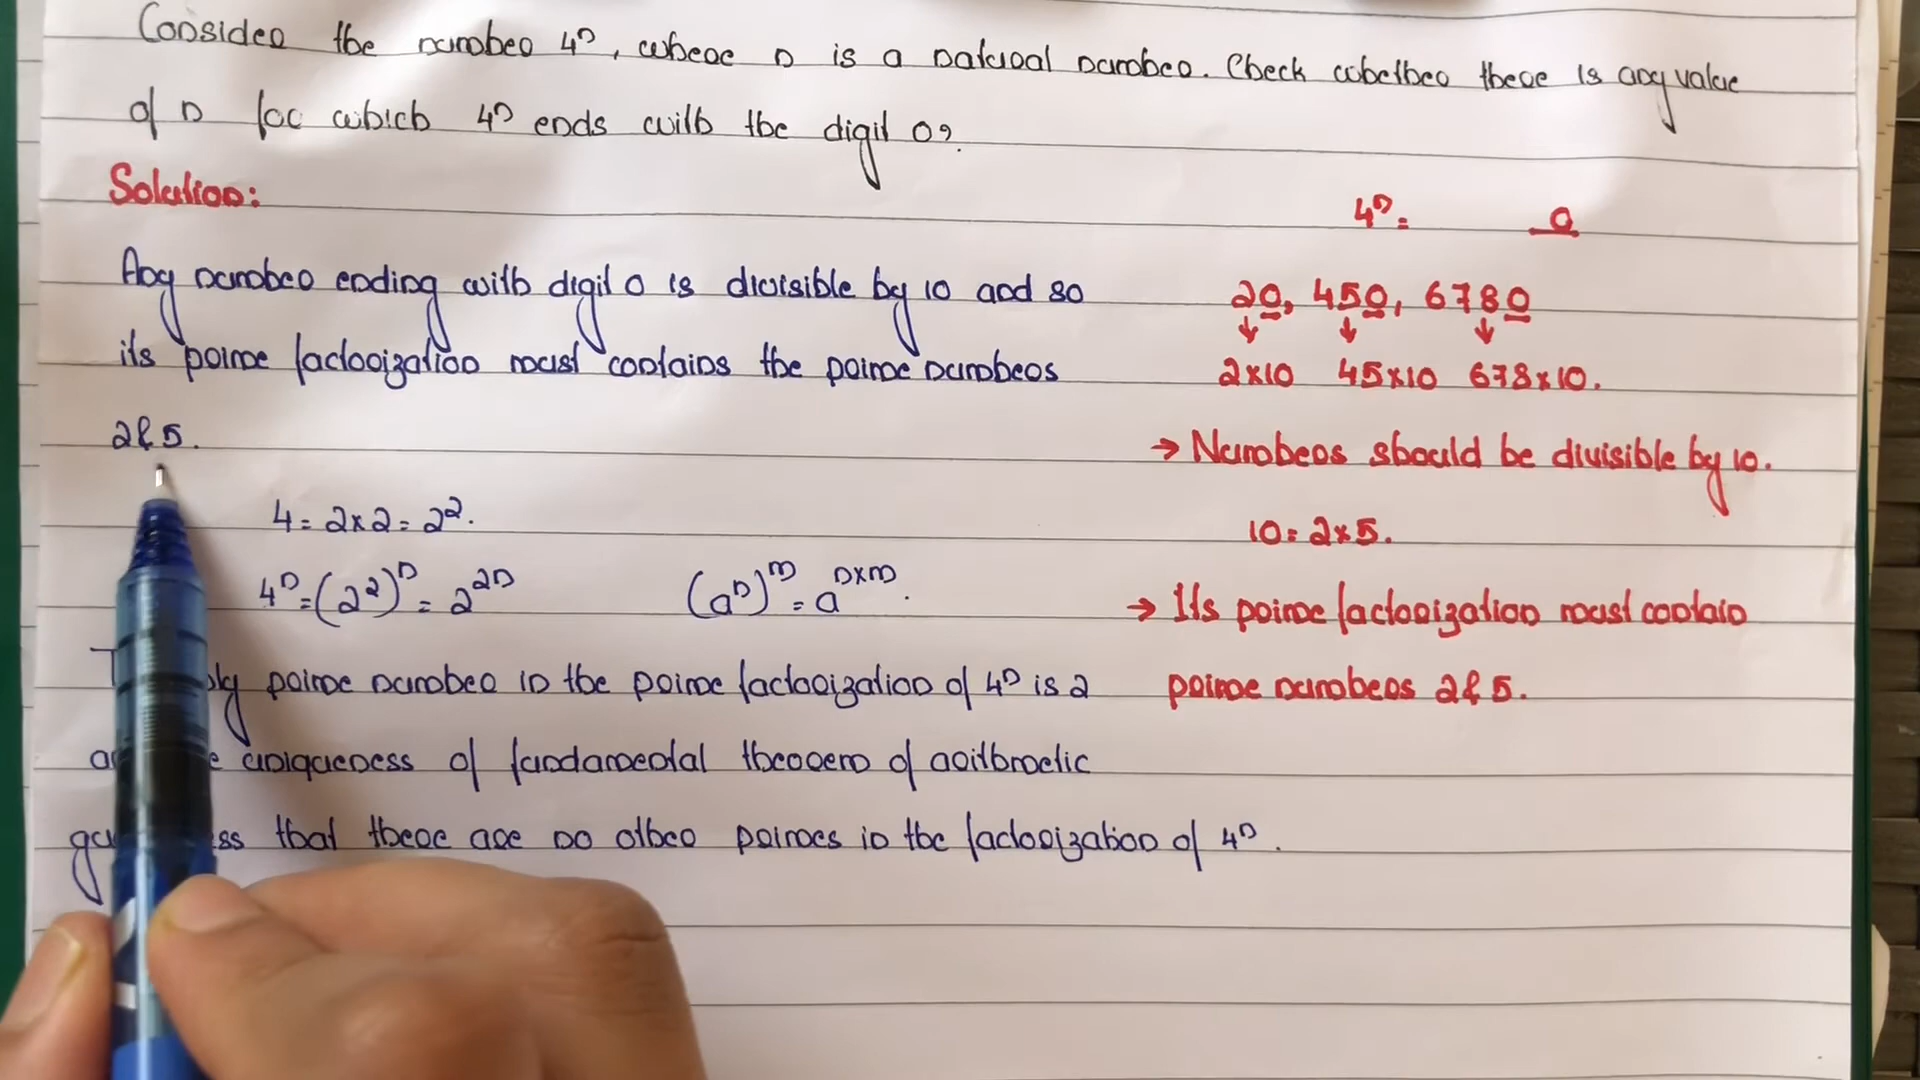 Consider the number 4ⁿ, where n is a natural number. Check whether there is any value
of n for which 4ⁿ ends with the digit 0?
Solution:
Any number ending with digit 0 is divisible by 10 and so
its prime factorization must contains the prime numbers
2 & 5.
4 = 2×2 = 2².
4ⁿ = (2²)ⁿ = 2²ⁿ
(aⁿ)ᵐ = aⁿˣᵐ.
prime number in the prime factorization of 4ⁿ is 2
uniqueness of fundamental theorem of arithmetic
that there are no other primes in the factorization of 4ⁿ.
4ⁿ = 0
20, 450, 6780
2×10 45×10 678×10.
→ Numbers should be divisible by 10.
10 = 2×5.
→ Its prime factorization must contain
prime numbers 2 & 5.